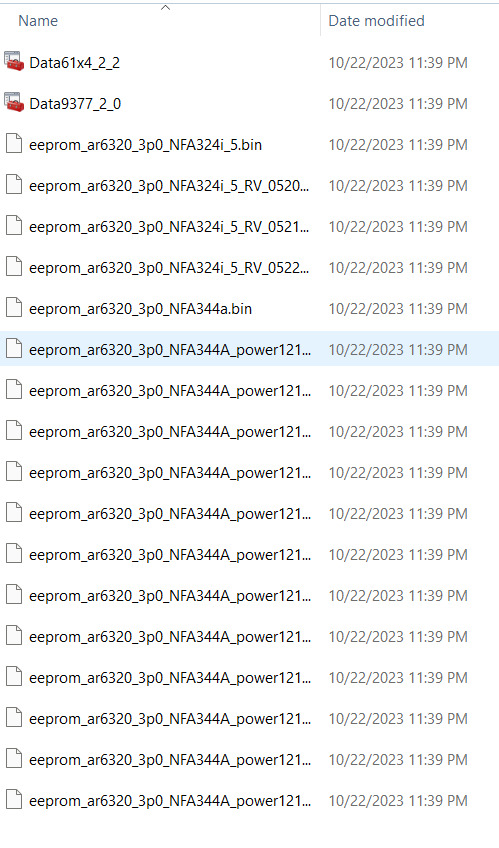 Name Date modified
Data61x4_2_2 10/22/2023 11:39 PM
Data9377_2_0 10/22/2023 11:39 PM
eeprom_ar6320_3p0_NFA324i_5.bin 10/22/2023 11:39 PM
eeprom_ar6320_3p0_NFA324i_5_RV_0520... 10/22/2023 11:39 PM
eeprom_ar6320_3p0_NFA324i_5_RV_0521... 10/22/2023 11:39 PM
eeprom_ar6320_3p0_NFA324i_5_RV_0522... 10/22/2023 11:39 PM
eeprom_ar6320_3p0_NFA344a.bin 10/22/2023 11:39 PM
eeprom_ar6320_3p0_NFA344A_power121... 10/22/2023 11:39 PM
eeprom_ar6320_3p0_NFA344A_power121... 10/22/2023 11:39 PM
eeprom_ar6320_3p0_NFA344A_power121... 10/22/2023 11:39 PM
eeprom_ar6320_3p0_NFA344A_power121... 10/22/2023 11:39 PM
eeprom_ar6320_3p0_NFA344A_power121... 10/22/2023 11:39 PM
eeprom_ar6320_3p0_NFA344A_power121... 10/22/2023 11:39 PM
eeprom_ar6320_3p0_NFA344A_power121... 10/22/2023 11:39 PM
eeprom_ar6320_3p0_NFA344A_power121... 10/22/2023 11:39 PM
eeprom_ar6320_3p0_NFA344A_power121... 10/22/2023 11:39 PM
eeprom_ar6320_3p0_NFA344A_power121... 10/22/2023 11:39 PM
eeprom_ar6320_3p0_NFA344A_power121... 10/22/2023 11:39 PM
eeprom_ar6320_3p0_NFA344A_power121... 10/22/2023 11:39 PM